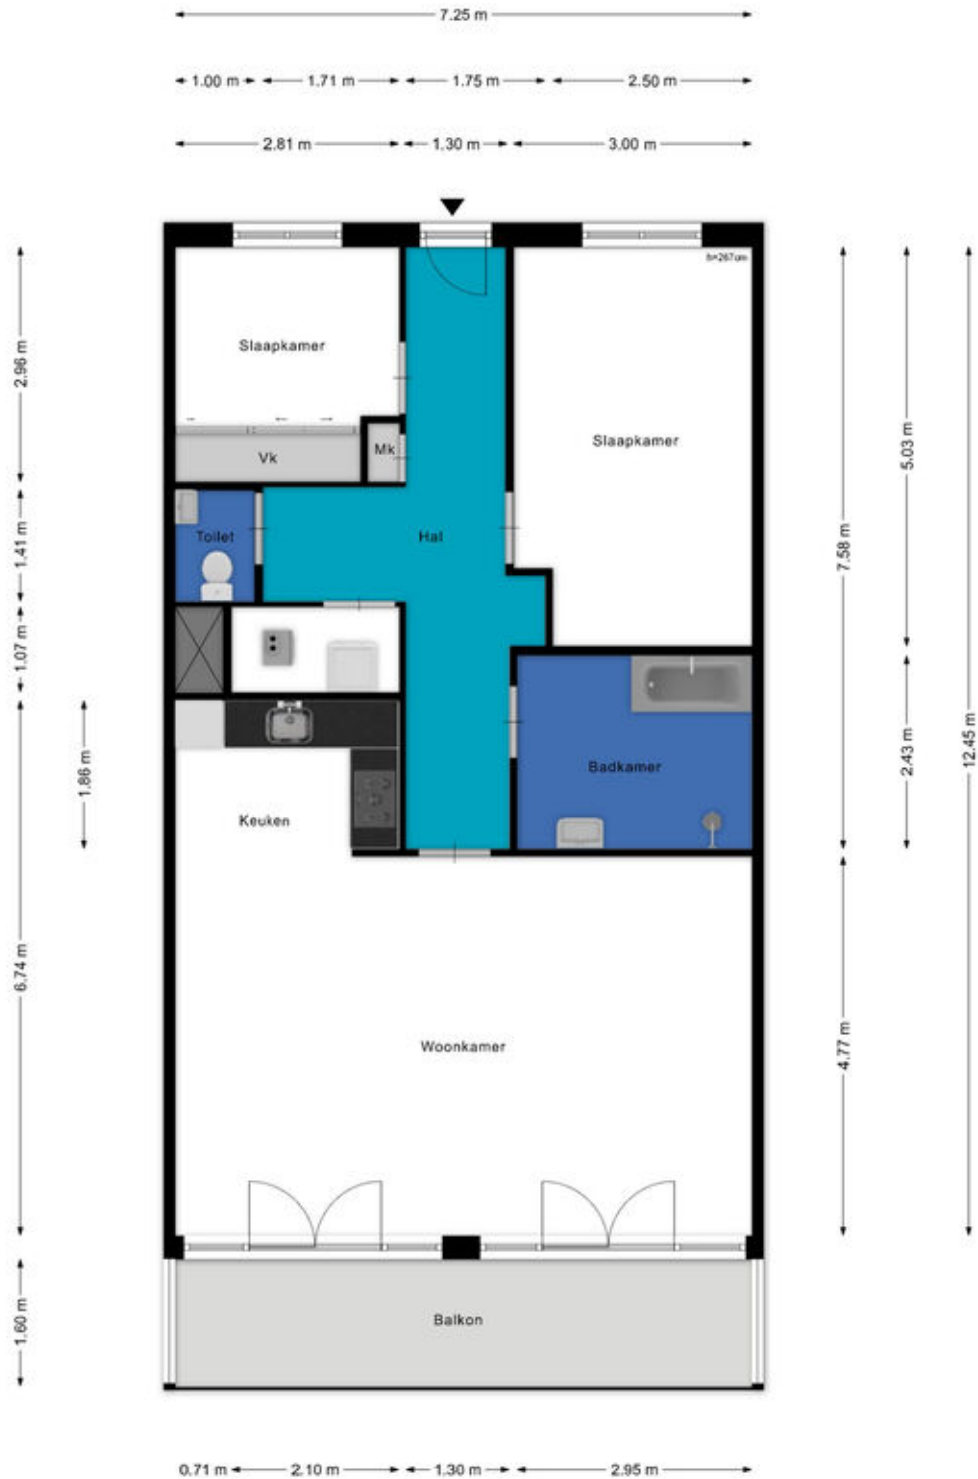 7.25 m
1.00 m 1.71 m 1.75 m 2.50 m
2.81 m 1.30 m 3.00 m
h=267cm
Slaapkamer
2.96 m
Slaapkamer
5.03 m
Mk
Vk
Toilet
Hal
1.41 m
7.58 m
1.07 m
2.43 m
12.45 m
1.86 m
Badkamer
Keuken
6.74 m
4.77 m
Woonkamer
Balkon
1.60 m
0.71 m 2.10 m 1.30 m 2.95 m